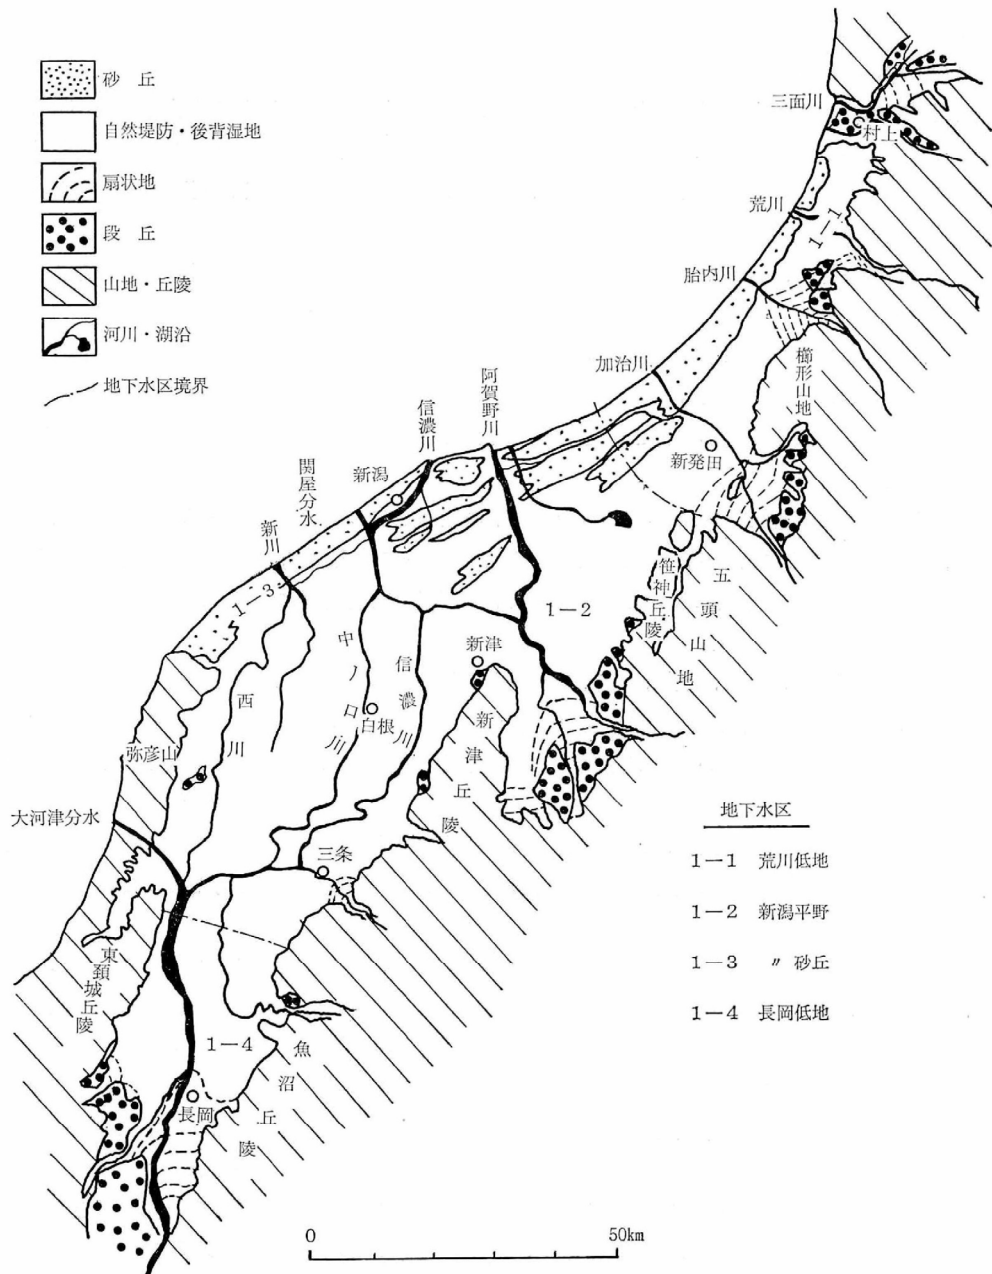 砂 丘
自然堤防・後背湿地
扇状地
段 丘
山地・丘陵
河川・湖沼
地下水区境界
三面川
村上
荒川
1―1
胎内川
櫛形山地
加治川
阿賀野川
信濃川
新発田
新潟
関屋分水
新川
1―3
笹神丘陵
五頭山地
1―2
新津
中ノ口川
信濃川
西川
白根
新津丘陵
弥彦山
大河津分水
三条
東頚城丘陵
1―4
魚沼丘陵
長岡
地下水区
1―1 荒川低地
1―2 新潟平野
1―3 〃 砂丘
1―4 長岡低地
0 50km